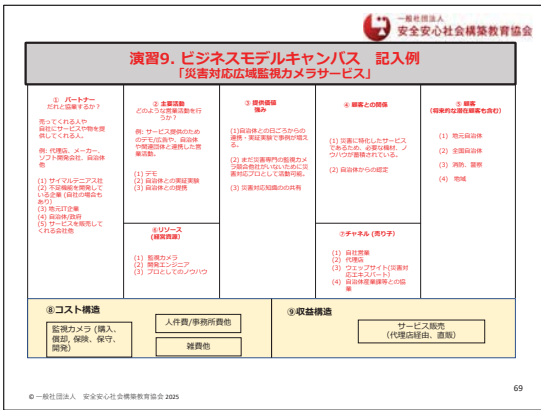 一般社団法人
安全安心社会構築教育協会
演習9. ビジネスモデルキャンバス 記入例
「災害対応広域監視カメラサービス」
① パートナー
だれと協業するか？
売ってくれる人や
自社にサービスや物を提
供してくれる人。
例: 代理店、メーカー、
ソフト開発会社、自治体
他
(1) サイマルテニアス社
(2) 不足機能を開発して
いる企業 (自社の場合も
あり)
(3) 地元IT企業
(4) 自治体/政府
(5) サービスを販売して
くれる会社他
② 主要活動
どのような営業活動を行
うか？
例: サービス提供のため
のデモ/広告や、自治体
や関連団体と連携した営
業活動。
(1) デモ
(2) 自治体との実証実験
(3) 自治体との提携
⑥リソース
(経営資源)
(1) 監視カメラ
(2) 開発エンジニア
(3) プロとしてのノウハウ
③ 提供価値
強み
(1)自治体との日ごろからの
連携・実証実験で事例が増え
る。
(2) まだ災害専門の監視カメ
ラ競合他社がいないために災
害対応プロとして活動可能。
(3) 災害対応知識のの共有
④ 顧客との関係
(1) 災害に特化したサービス
であるため、必要な機材、ノ
ウハウが蓄積されている。
(2) 自治体からの認定
⑦チャネル (売り子)
(1) 自社営業
(2) 代理店
(3) ウエッブサイト(災害対
応エキスパート)
(4) 自治体産業課等との協
業
⑤ 顧客
(将来的な潜在顧客も含む)
(1) 地元自治体
(2) 全国自治体
(3) 消防、警察
(4) 地域
⑧コスト構造
監視カメラ (購入、
償却, 保険、保守、
開発)
人件費/事務所費他
雑費他
⑨収益構造
サービス販売
(代理店経由、直販)
© 一般社団法人 安全安心社会構築教育協会 2025
69